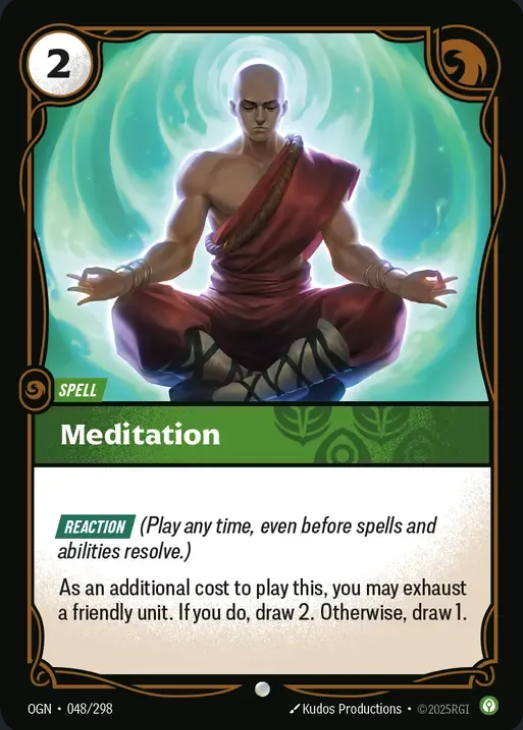 2
SPELL
Meditation
REACTION (Play any time, even before spells and
abilities resolve.)
As an additional cost to play this, you may exhaust
a friendly unit. If you do, draw 2. Otherwise, draw 1.
OGN • 048/298
Kudos Productions • ©2025RGI